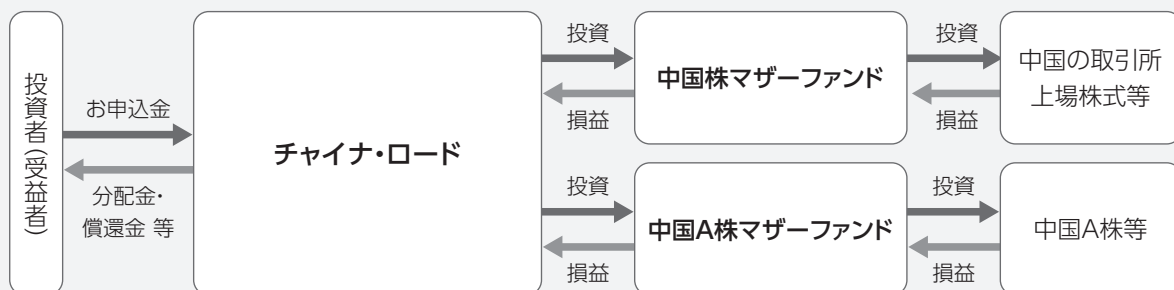 投資者（受益者）
お申込金
分配金・
償還金 等
チャイナ・ロード
投資
損益
中国株マザーファンド
投資
損益
中国の取引所
上場株式等
投資
損益
中国A株マザーファンド
投資
損益
中国A株等